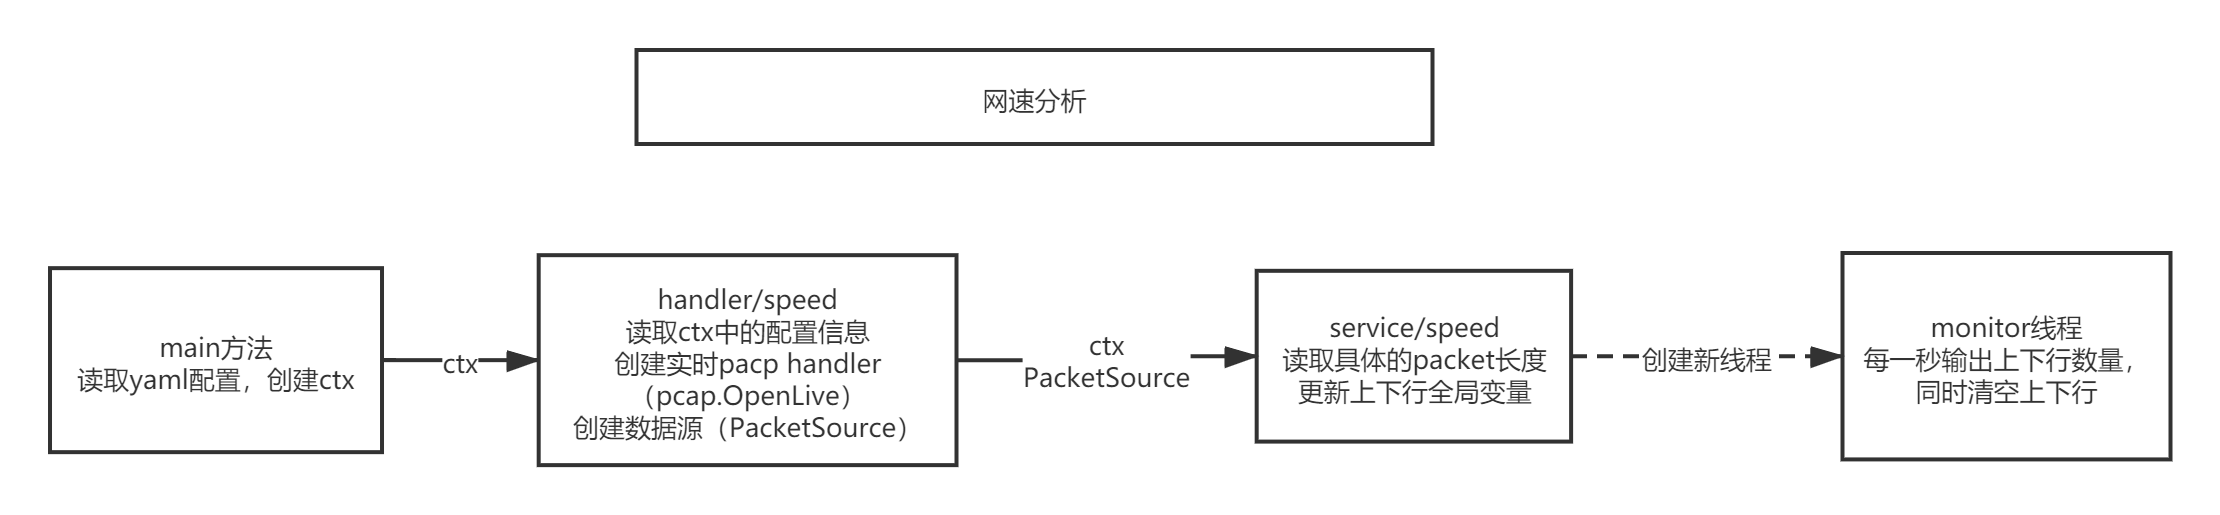 网速分析
main方法
读取yaml配置，创建ctx
ctx
handler/speed
读取ctx中的配置信息
创建实时pacp handler
（pcap.OpenLive）
创建数据源（PacketSource）
ctx
PacketSource
service/speed
读取具体的packet长度
更新上下行全局变量
创建新线程
monitor线程
每一秒输出上下行数量，
同时清空上下行